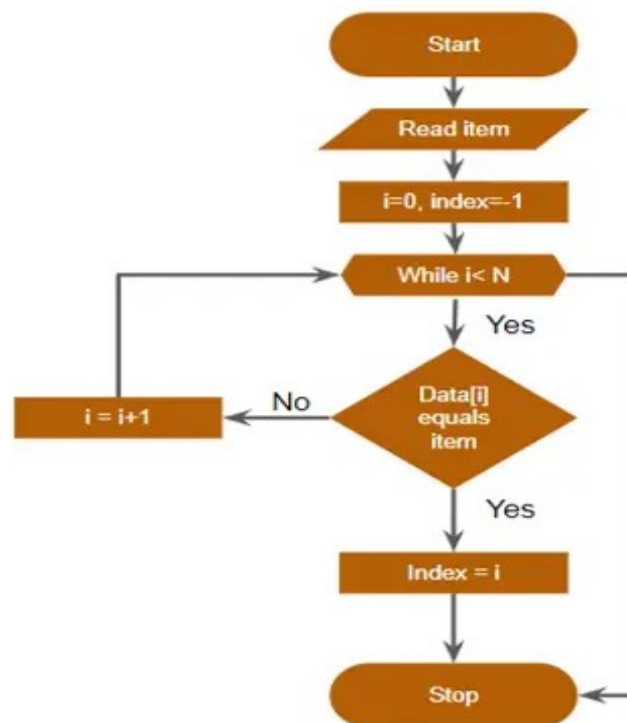 Start
Read item
i=0, index=-1
While i< N
Yes
Data[i]
equals
item
No
i = i+1
Yes
Index = i
Stop